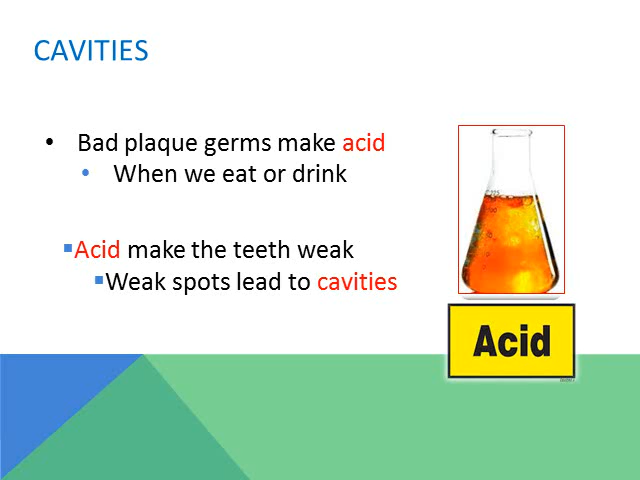 CAVITIES
• Bad plaque germs make acid
• When we eat or drink
▪Acid make the teeth weak
▪Weak spots lead to cavities
Acid